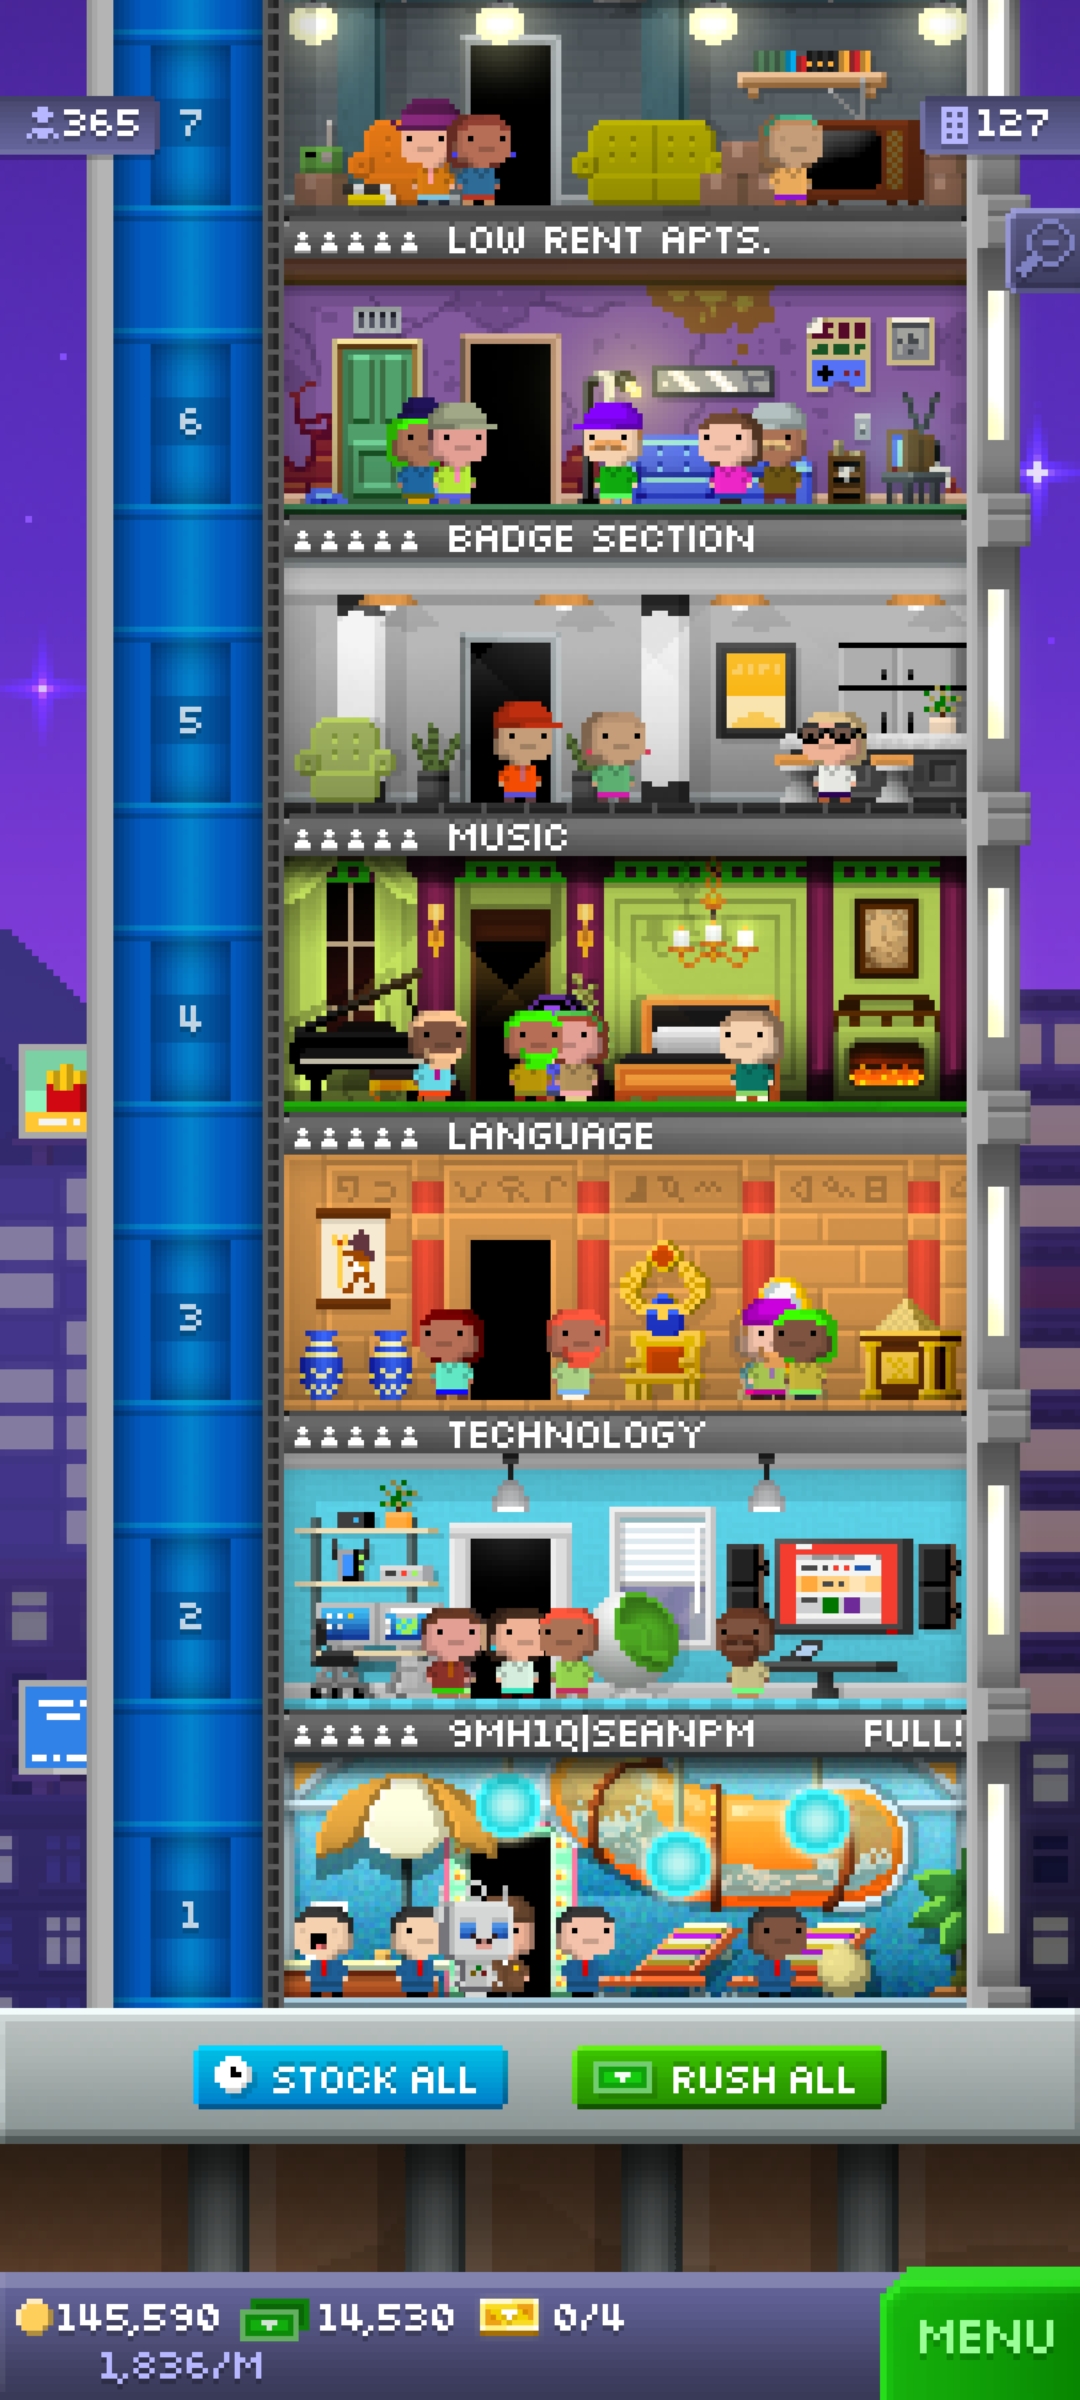 365
7
127
LOW RENT APTS.
6
BADGE SECTION
5
MUSIC
4
LANGUAGE
3
TECHNOLOGY
2
9MH1Q|SEANPM FULL!
1
STOCK ALL
RUSH ALL
145,590 14,530 0/4
1,836/M
MENU